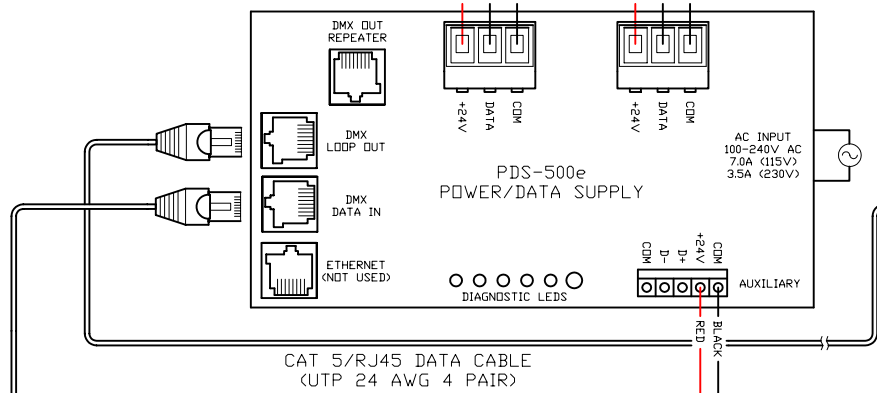 DMX OUT
REPEATER
+24V
DATA
COM
+24V
DATA
COM
DMX
LOOP OUT
AC INPUT
100-240V AC
7.0A (115V)
3.5A (230V)
PDS-500e
POWER/DATA SUPPLY
DMX
DATA IN
ETHERNET
(NOT USED)
COM
D-
D+
+24V
COM
AUXILIARY
DIAGNOSTIC LEDS
RED
BLACK
CAT 5/RJ45 DATA CABLE
(UTP 24 AWG 4 PAIR)